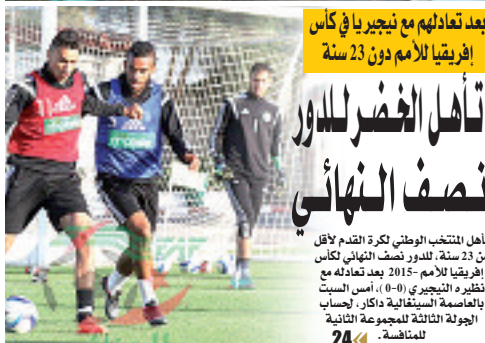 بعد تعادلهم مع نيجيريا في كأس
إفريقيا للأمم دون 23 سنة
تأهل الخضر للدور
نصف النهائي
تأهل المنتخب الوطني لكرة القدم لأقل
من 23 سنة، للدور نصف النهائي لكأس
إفريقيا للأمم -2015 بعد تعادله مع
نظيره النيجيري (0-0)، أمس السبت
بالعاصمة السينغالية داكار، لحساب
الجولة الثالثة للمجموعة الثانية
للمنافسة.
24